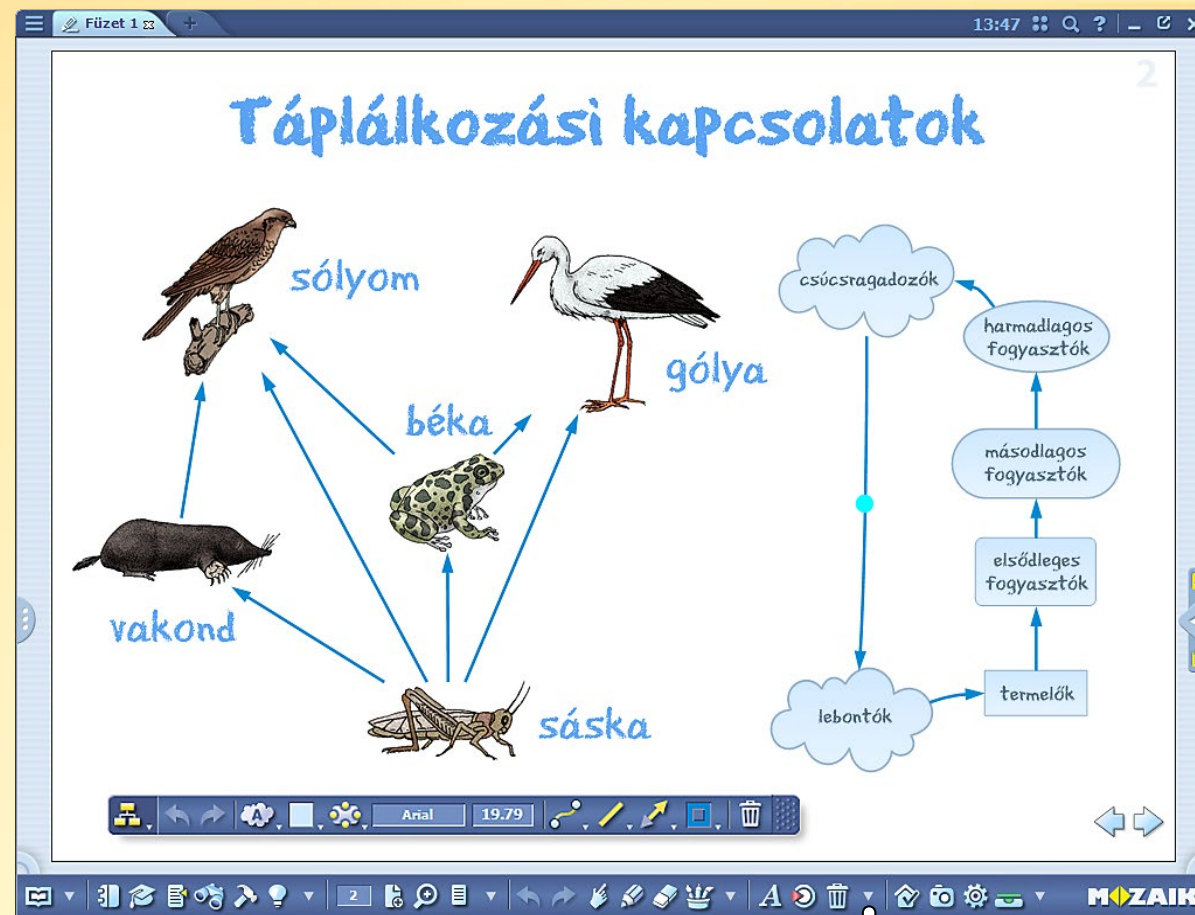 Füzet 1
13:47
2
Táplálkozási kapcsolatok
sólyom
gólya
béka
vakond
sáska
csúcsragadozók
harmadlagos
fogyasztók
másodlagos
fogyasztók
elsődleges
fogyasztók
termelők
lebontók
A
Arial
19.79
2
A
MOZAIK